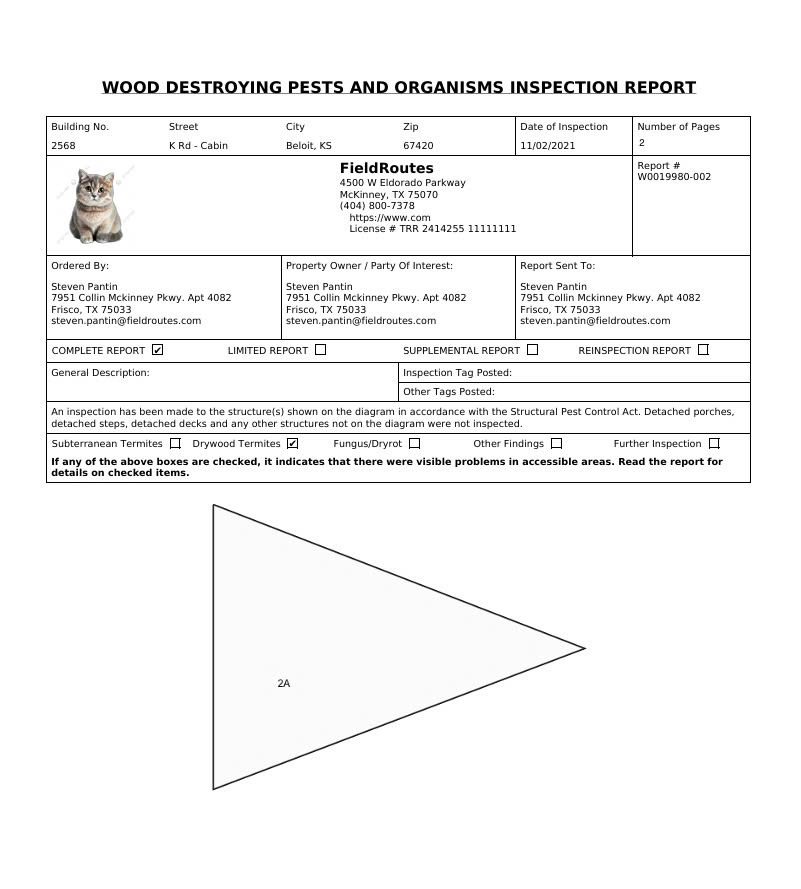 WOOD DESTROYING PESTS AND ORGANISMS INSPECTION REPORT
Building No. Street City Zip Date of Inspection Number of Pages
2568 K Rd - Cabin Beloit, KS 67420 11/02/2021 2
FieldRoutes
4500 W Eldorado Parkway
McKinney, TX 75070
(404) 800-7378
https://www.com
License # TRR 2414255 11111111
Report #
W0019980-002
Ordered By:
Steven Pantin
7951 Collin Mckinney Pkwy. Apt 4082
Frisco, TX 75033
steven.pantin@fieldroutes.com
Property Owner / Party Of Interest:
Steven Pantin
7951 Collin Mckinney Pkwy. Apt 4082
Frisco, TX 75033
steven.pantin@fieldroutes.com
Report Sent To:
Steven Pantin
7951 Collin Mckinney Pkwy. Apt 4082
Frisco, TX 75033
steven.pantin@fieldroutes.com
COMPLETE REPORT ✔ LIMITED REPORT SUPPLEMENTAL REPORT REINSPECTION REPORT
General Description:
Inspection Tag Posted:
Other Tags Posted:
An inspection has been made to the structure(s) shown on the diagram in accordance with the Structural Pest Control Act. Detached porches,
detached steps, detached decks and any other structures not on the diagram were not inspected.
Subterranean Termites Drywood Termites ✔ Fungus/Dryrot Other Findings Further Inspection
If any of the above boxes are checked, it indicates that there were visible problems in accessible areas. Read the report for
details on checked items.
2A